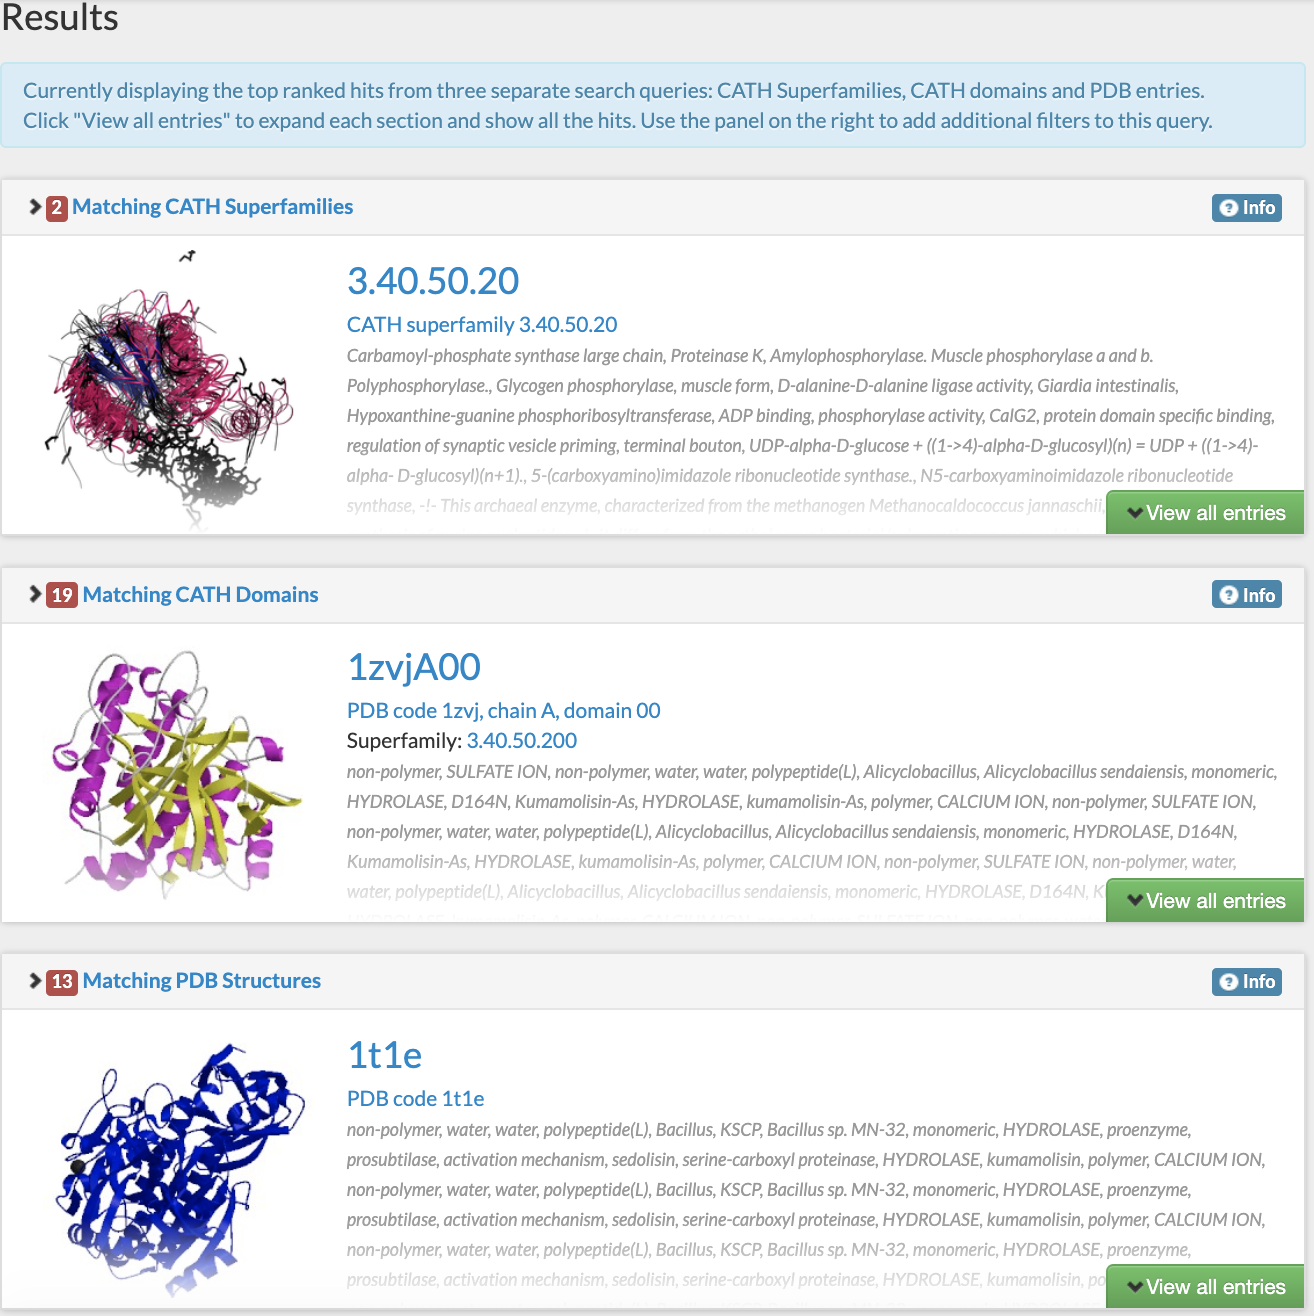 Results
Currently displaying the top ranked hits from three separate search queries: CATH Superfamilies, CATH domains and PDB entries.
Click "View all entries" to expand each section and show all the hits. Use the panel on the right to add additional filters to this query.
2 Matching CATH Superfamilies
Info
3.40.50.20
CATH superfamily 3.40.50.20
Carbamoyl-phosphate synthase large chain, Proteinase K, Amylophosphorylase. Muscle phosphorylase a and b.
Polyphosphorylase., Glycogen phosphorylase, muscle form, D-alanine-D-alanine ligase activity, Giardia intestinalis,
Hypoxanthine-guanine phosphoribosyltransferase, ADP binding, phosphorylase activity, CalG2, protein domain specific binding,
regulation of synaptic vesicle priming, terminal bouton, UDP-alpha-D-glucose + ((1->4)-alpha-D-glucosyl)(n) = UDP + ((1->4)-
alpha- D-glucosyl)(n+1)., 5-(carboxyamino)imidazole ribonucleotide synthase., N5-carboxyaminoimidazole ribonucleotide
synthase, -!- This archaeal enzyme, characterized from the methanogen Methanocaldococcus jannaschii,
View all entries
19 Matching CATH Domains
Info
1zvjA00
PDB code 1zvj, chain A, domain 00
Superfamily: 3.40.50.200
non-polymer, SULFATE ION, non-polymer, water, water, polypeptide(L), Alicyclobacillus, Alicyclobacillus sendaiensis, monomeric,
HYDROLASE, D164N, Kumamolisin-As, HYDROLASE, kumamolisin-As, polymer, CALCIUM ION, non-polymer, SULFATE ION,
non-polymer, water, water, polypeptide(L), Alicyclobacillus, Alicyclobacillus sendaiensis, monomeric, HYDROLASE, D164N,
Kumamolisin-As, HYDROLASE, kumamolisin-As, polymer, CALCIUM ION, non-polymer, SULFATE ION, non-polymer, water,
water, polypeptide(L), Alicyclobacillus, Alicyclobacillus sendaiensis, monomeric, HYDROLASE, D164N, K
View all entries
13 Matching PDB Structures
Info
1t1e
PDB code 1t1e
non-polymer, water, water, polypeptide(L), Bacillus, KSCP, Bacillus sp. MN-32, monomeric, HYDROLASE, proenzyme,
prosubtilase, activation mechanism, sedolisin, serine-carboxyl proteinase, HYDROLASE, kumamolisin, polymer, CALCIUM ION,
non-polymer, water, water, polypeptide(L), Bacillus, KSCP, Bacillus sp. MN-32, monomeric, HYDROLASE, proenzyme,
prosubtilase, activation mechanism, sedolisin, serine-carboxyl proteinase, HYDROLASE, kumamolisin, polymer, CALCIUM ION,
non-polymer, water, water, polypeptide(L), Bacillus, KSCP, Bacillus sp. MN-32, monomeric, HYDROLASE, proenzyme,
prosubtilase, activation mechanism, sedolisin, serine-carboxyl proteinase, HYDROLASE, kumamolisin, po
View all entries